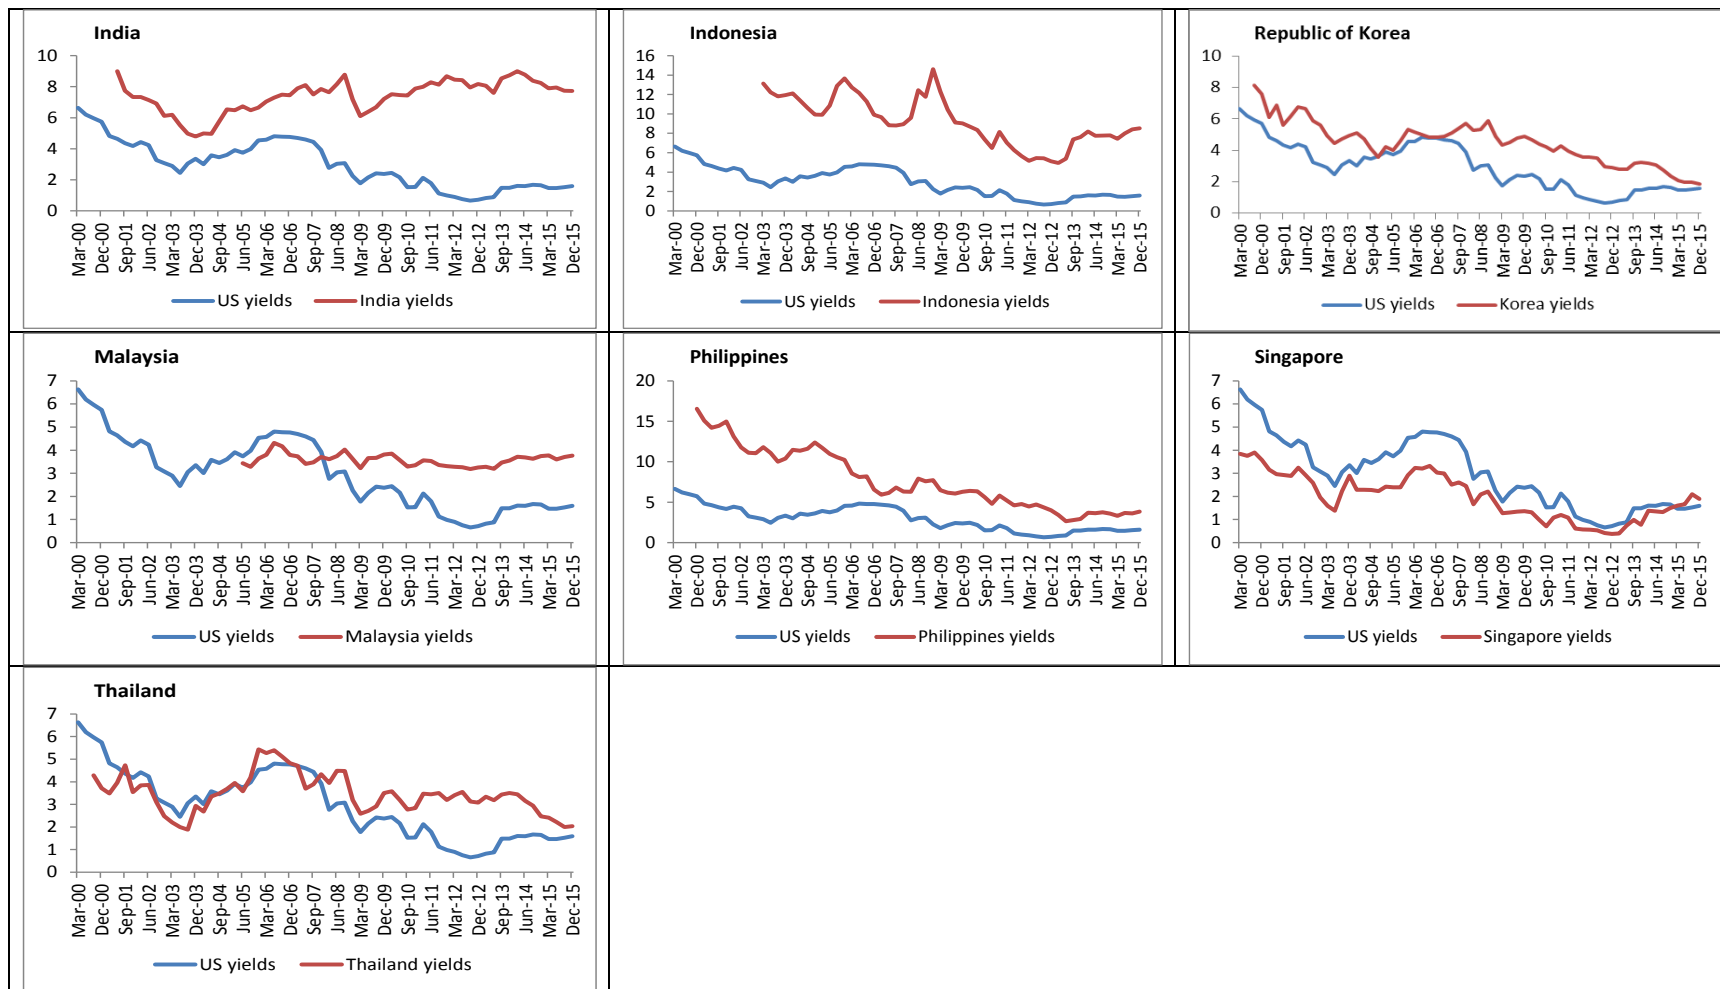 India
10
8
6
4
2
0
Mar-00
Dec-00
Sep-01
Jun-02
Mar-03
Dec-03
Sep-04
Jun-05
Mar-06
Dec-06
Sep-07
Jun-08
Mar-09
Dec-09
Sep-10
Jun-11
Mar-12
Dec-12
Sep-13
Jun-14
Mar-15
Dec-15
US yields India yields
Indonesia
16
14
12
10
8
6
4
2
0
Mar-00
Dec-00
Sep-01
Jun-02
Mar-03
Dec-03
Sep-04
Jun-05
Mar-06
Dec-06
Sep-07
Jun-08
Mar-09
Dec-09
Sep-10
Jun-11
Mar-12
Dec-12
Sep-13
Jun-14
Mar-15
Dec-15
US yields Indonesia yields
Republic of Korea
10
8
6
4
2
0
Mar-00
Dec-00
Sep-01
Jun-02
Mar-03
Dec-03
Sep-04
Jun-05
Mar-06
Dec-06
Sep-07
Jun-08
Mar-09
Dec-09
Sep-10
Jun-11
Mar-12
Dec-12
Sep-13
Jun-14
Mar-15
Dec-15
US yields Korea yields
Malaysia
7
6
5
4
3
2
1
0
Mar-00
Dec-00
Sep-01
Jun-02
Mar-03
Dec-03
Sep-04
Jun-05
Mar-06
Dec-06
Sep-07
Jun-08
Mar-09
Dec-09
Sep-10
Jun-11
Mar-12
Dec-12
Sep-13
Jun-14
Mar-15
Dec-15
US yields Malaysia yields
Philippines
20
15
10
5
0
Mar-00
Dec-00
Sep-01
Jun-02
Mar-03
Dec-03
Sep-04
Jun-05
Mar-06
Dec-06
Sep-07
Jun-08
Mar-09
Dec-09
Sep-10
Jun-11
Mar-12
Dec-12
Sep-13
Jun-14
Mar-15
Dec-15
US yields Philippines yields
Singapore
7
6
5
4
3
2
1
0
Mar-00
Dec-00
Sep-01
Jun-02
Mar-03
Dec-03
Sep-04
Jun-05
Mar-06
Dec-06
Sep-07
Jun-08
Mar-09
Dec-09
Sep-10
Jun-11
Mar-12
Dec-12
Sep-13
Jun-14
Mar-15
Dec-15
US yields Singapore yields
Thailand
7
6
5
4
3
2
1
0
Mar-00
Dec-00
Sep-01
Jun-02
Mar-03
Dec-03
Sep-04
Jun-05
Mar-06
Dec-06
Sep-07
Jun-08
Mar-09
Dec-09
Sep-10
Jun-11
Mar-12
Dec-12
Sep-13
Jun-14
Mar-15
Dec-15
US yields Thailand yields